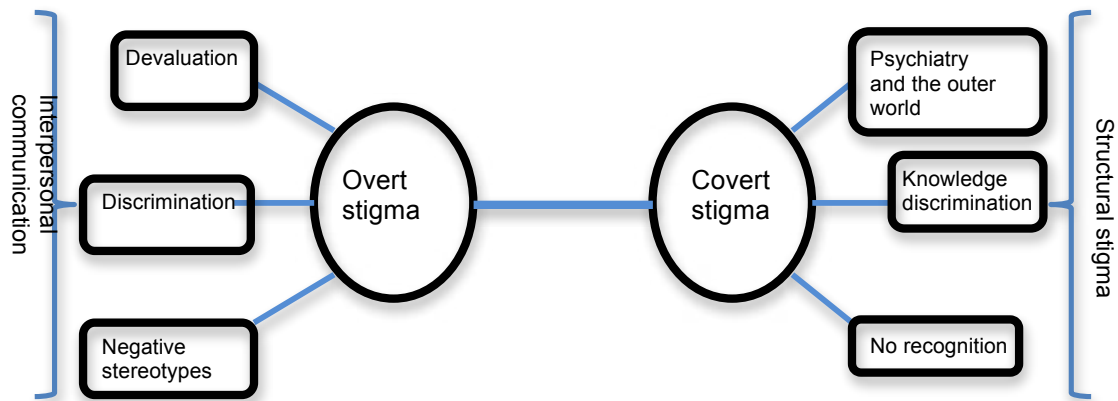 Interpersonal
communication
Devaluation
Discrimination
Negative
stereotypes
Overt
stigma
Covert
stigma
Psychiatry
and the outer
world
Knowledge
discrimination
No recognition
Structural stigma